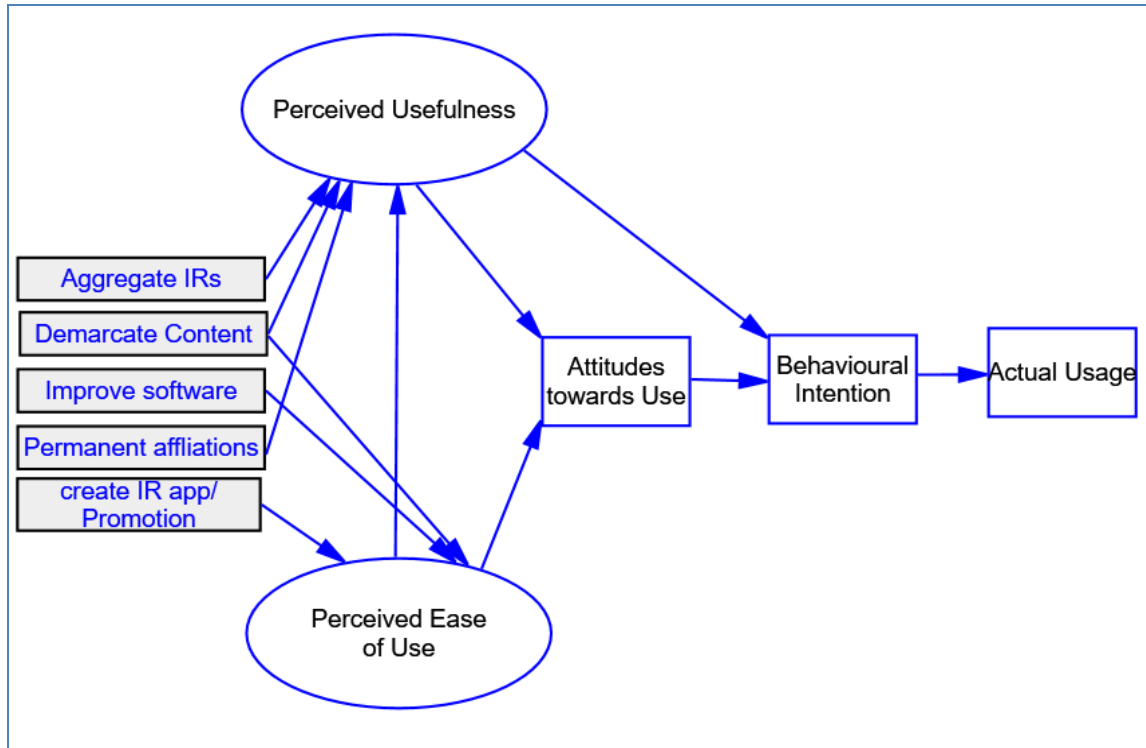 Perceived Usefulness
Aggregate IRs
Demarcate Content
Improve software
Permanent affliations
create IR app/
Promotion
Perceived Ease
of Use
Attitudes
towards Use
Behavioural
Intention
Actual Usage